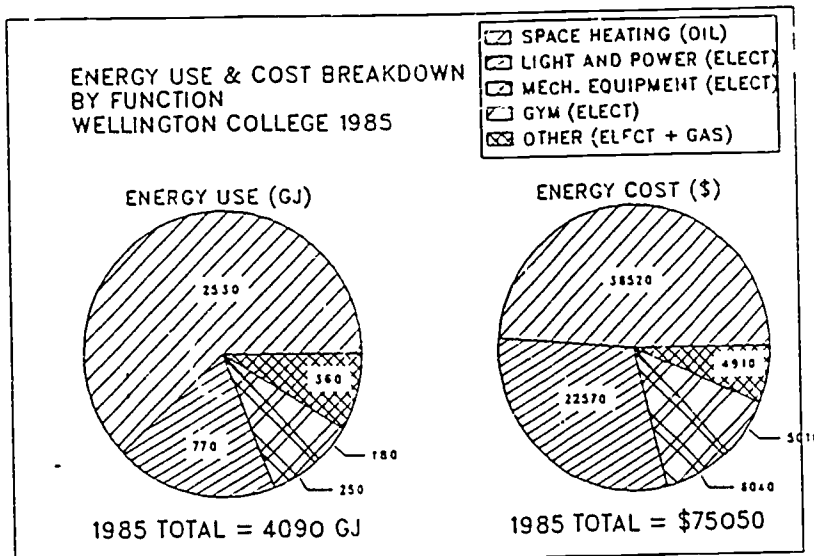 SPACE HEATING (OIL)
LIGHT AND POWER (ELECT)
MECH. EQUIPMENT (ELECT)
GYM (ELECT)
OTHER (ELECT + GAS)
ENERGY USE & COST BREAKDOWN
BY FUNCTION
WELLINGTON COLLEGE 1985
ENERGY USE (GJ)
2530
360
770
180
250
1985 TOTAL = 4090 GJ
ENERGY COST ($)
38520
4910
22570
1985 TOTAL = $75050